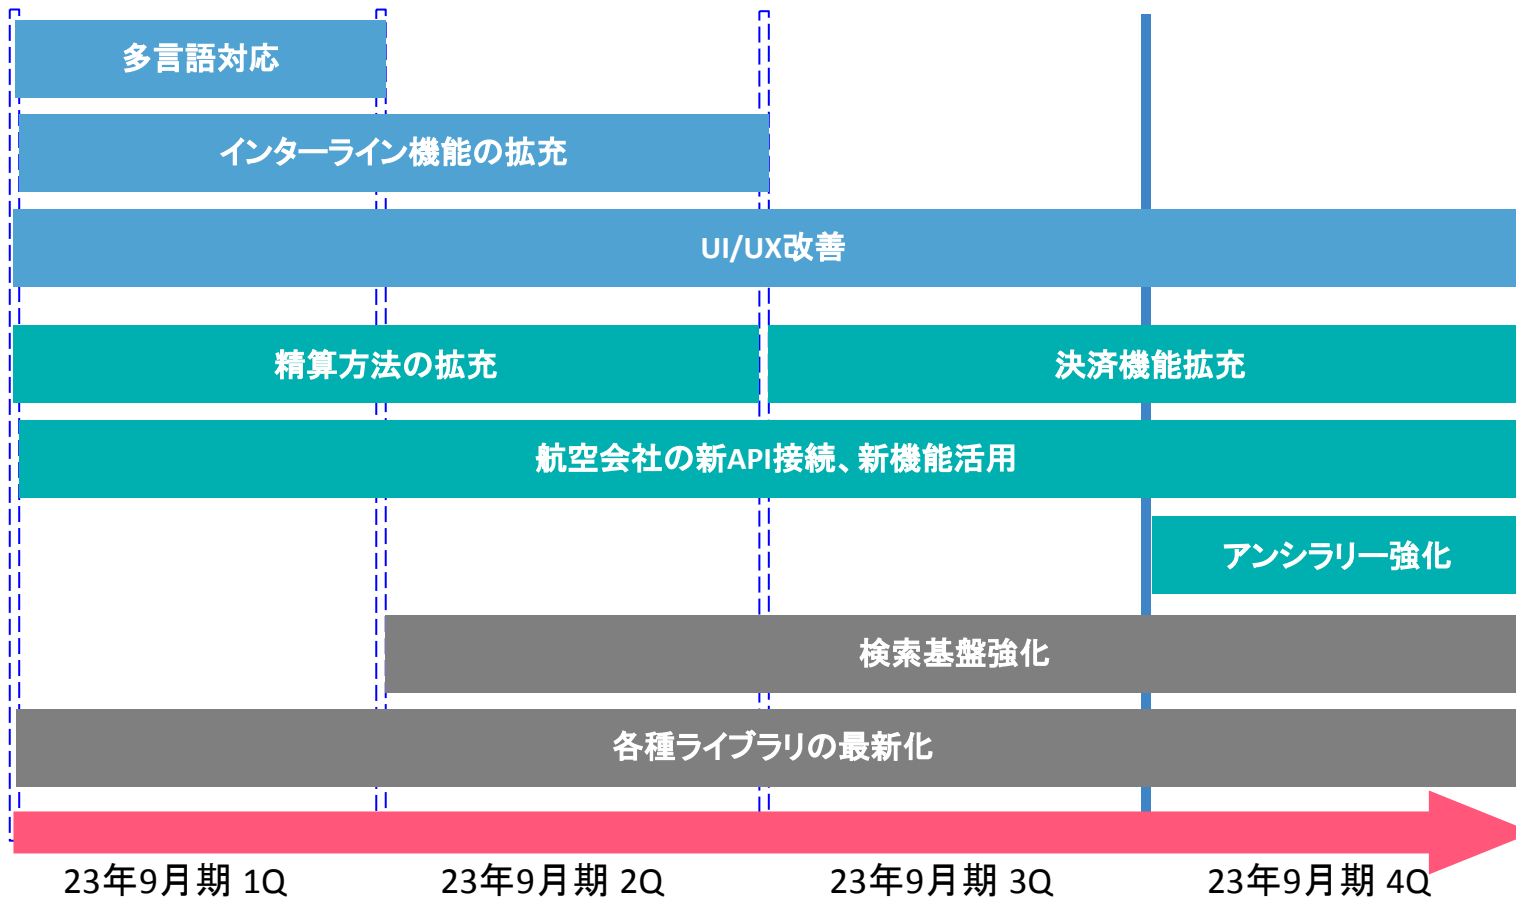 多言語対応
インターライン機能の拡充
UI/UX改善
精算方法の拡充
決済機能拡充
航空会社の新API接続、新機能活用
アンシラリー強化
検索基盤強化
各種ライブラリの最新化
23年9月期 1Q
23年9月期 2Q
23年9月期 3Q
23年9月期 4Q